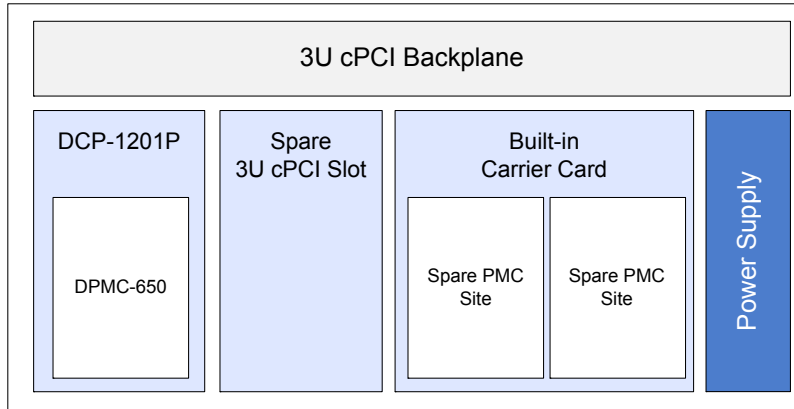 3U cPCI Backplane
DCP-1201P
DPMC-650
Spare
3U cPCI Slot
Built-in
Carrier Card
Spare PMC
Site
Spare PMC
Site
Power Supply